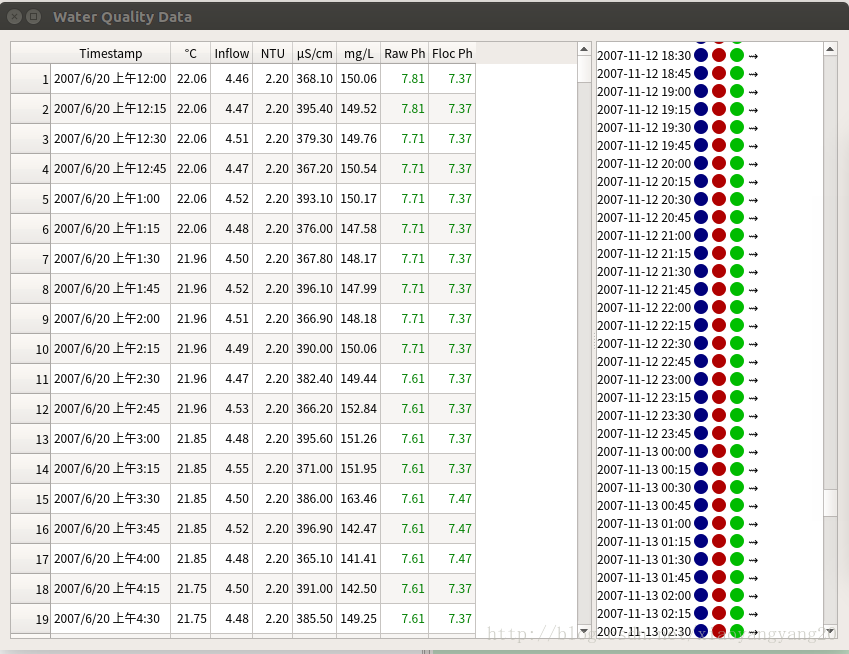 Water Quality Data
Timestamp °C Inflow NTU µS/cm mg/L Raw Ph Floc Ph
1 2007/6/20 上午12:00 22.06 4.46 2.20 368.10 150.06 7.81 7.37
2 2007/6/20 上午12:15 22.06 4.47 2.20 395.40 149.52 7.81 7.37
3 2007/6/20 上午12:30 22.06 4.51 2.20 379.30 149.76 7.71 7.37
4 2007/6/20 上午12:45 22.06 4.47 2.20 367.20 150.54 7.71 7.37
5 2007/6/20 上午1:00 22.06 4.52 2.20 393.10 150.17 7.71 7.37
6 2007/6/20 上午1:15 22.06 4.48 2.20 376.00 147.58 7.71 7.37
7 2007/6/20 上午1:30 21.96 4.50 2.20 367.80 148.17 7.71 7.37
8 2007/6/20 上午1:45 21.96 4.52 2.20 396.10 147.99 7.71 7.37
9 2007/6/20 上午2:00 21.96 4.51 2.20 366.90 148.18 7.71 7.37
10 2007/6/20 上午2:15 21.96 4.49 2.20 390.00 150.06 7.71 7.37
11 2007/6/20 上午2:30 21.96 4.47 2.20 382.40 149.44 7.61 7.37
12 2007/6/20 上午2:45 21.96 4.53 2.20 366.20 152.84 7.61 7.37
13 2007/6/20 上午3:00 21.85 4.48 2.20 395.60 151.26 7.61 7.37
14 2007/6/20 上午3:15 21.85 4.55 2.20 371.00 151.95 7.61 7.37
15 2007/6/20 上午3:30 21.85 4.50 2.20 386.00 163.46 7.61 7.47
16 2007/6/20 上午3:45 21.85 4.52 2.20 396.90 142.47 7.61 7.47
17 2007/6/20 上午4:00 21.85 4.48 2.20 365.10 141.41 7.61 7.47
18 2007/6/20 上午4:15 21.75 4.50 2.20 391.00 142.50 7.61 7.37
19 2007/6/20 上午4:30 21.75 4.48 2.20 385.50 149.25 7.61 7.37
2007-11-12 18:30
2007-11-12 18:45
2007-11-12 19:00
2007-11-12 19:15
2007-11-12 19:30
2007-11-12 19:45
2007-11-12 20:00
2007-11-12 20:15
2007-11-12 20:30
2007-11-12 20:45
2007-11-12 21:00
2007-11-12 21:15
2007-11-12 21:30
2007-11-12 21:45
2007-11-12 22:00
2007-11-12 22:15
2007-11-12 22:30
2007-11-12 22:45
2007-11-12 23:00
2007-11-12 23:15
2007-11-12 23:30
2007-11-12 23:45
2007-11-13 00:00
2007-11-13 00:15
2007-11-13 00:30
2007-11-13 00:45
2007-11-13 01:00
2007-11-13 01:15
2007-11-13 01:30
2007-11-13 01:45
2007-11-13 02:00
2007-11-13 02:15
2007-11-13 02:30